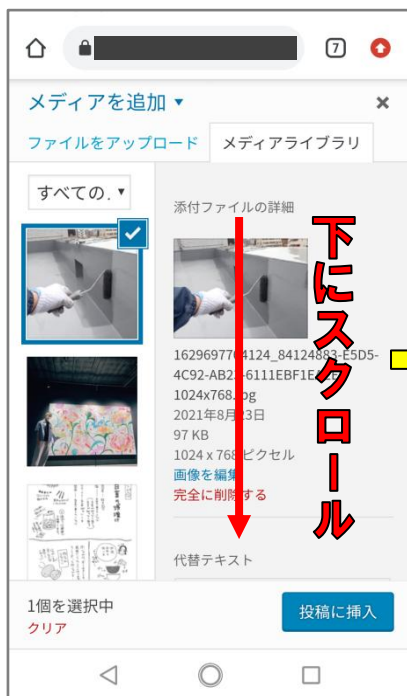 7
メディアを追加 ▼
×
ファイルをアップロード
メディアライブラリ
すべての. ▼
添付ファイルの詳細
下にスクロール
4C92-
1024x768.
2021年8月 日
97 KB
1024 x 768 ピクセル
画像を編集
完全に削除する
代替テキスト
1個を選択中
クリア
投稿に挿入